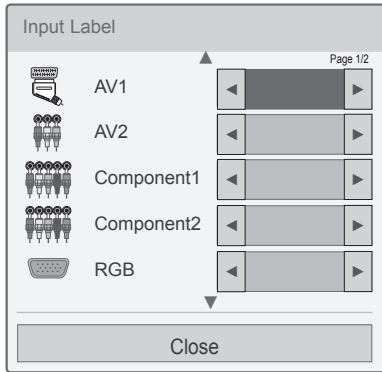 Input Label
Page 1/2
AV1
AV2
Component1
Component2
RGB
Close